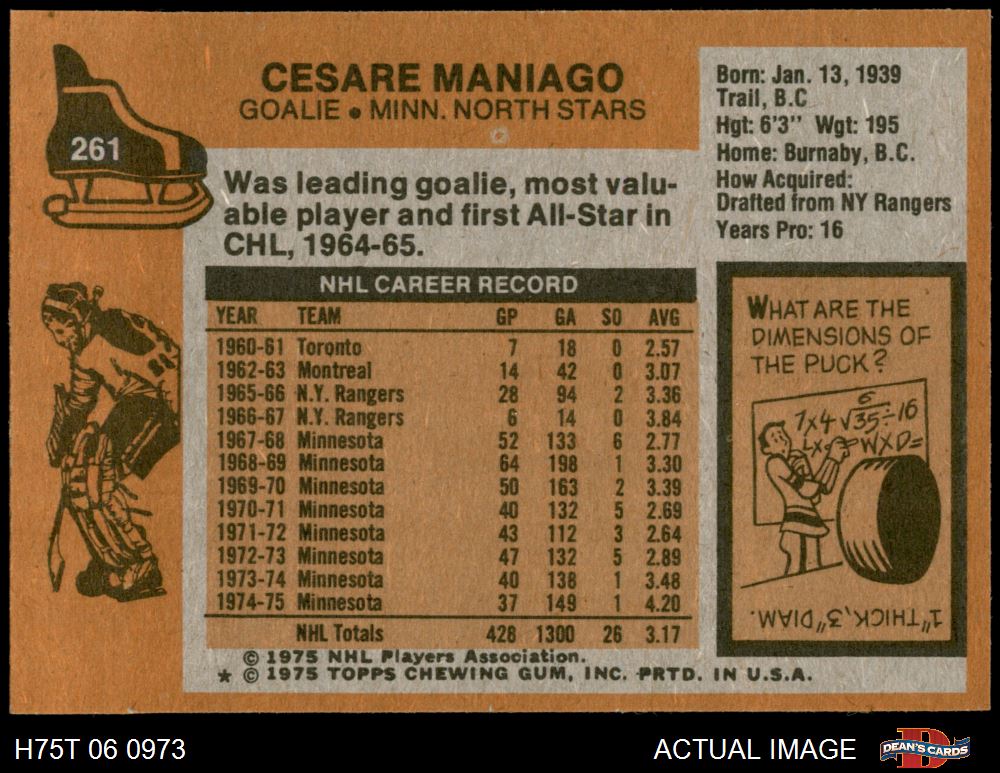 CESARE MANIAGO
GOALIE • MINN. NORTH STARS
261
Born: Jan. 13, 1939
Trail, B.C
Hgt: 6'3" Wgt: 195
Home: Burnaby, B.C.
How Acquired:
Drafted from NY Rangers
Years Pro: 16
Was leading goalie, most valu-
able player and first All-Star in
CHL, 1964-65.
NHL CAREER RECORD
YEAR TEAM GP GA SO AVG
1960-61 Toronto 7 18 0 2.57
1962-63 Montreal 14 42 0 3.07
1965-66 N.Y. Rangers 28 94 2 3.36
1966-67 N.Y. Rangers 6 14 0 3.84
1967-68 Minnesota 52 133 6 2.77
1968-69 Minnesota 64 198 1 3.30
1969-70 Minnesota 50 163 2 3.39
1970-71 Minnesota 40 132 5 2.69
1971-72 Minnesota 43 112 3 2.64
1972-73 Minnesota 47 132 5 2.89
1973-74 Minnesota 40 138 1 3.48
1974-75 Minnesota 37 149 1 4.20
NHL Totals 428 1300 26 3.17
© 1975 NHL Players Association.
* © 1975 TOPPS CHEWING GUM, INC. PRTD. IN U.S.A.
WHAT ARE THE
DIMENSIONS OF
THE PUCK?
6
7x4 √35÷16
LX WXD=
1" THICK, 3" DIAM.
H75T 06 0973
ACTUAL IMAGE
DEAN'S CARDS